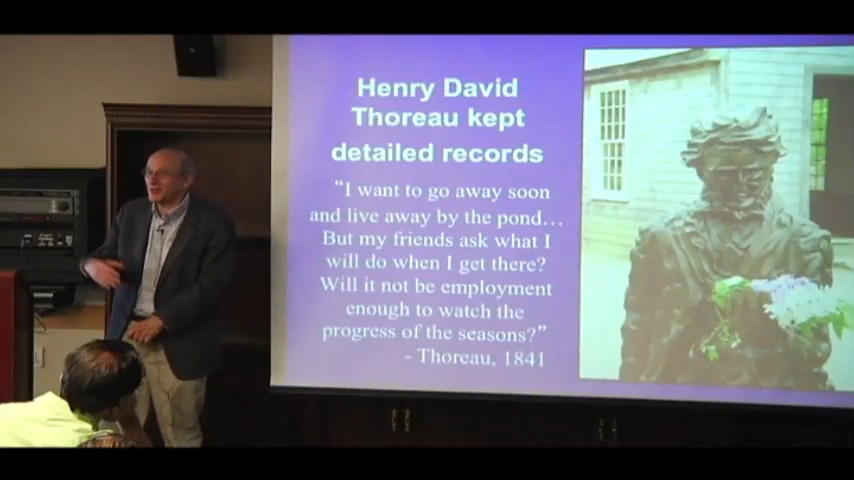 Henry David
Thoreau kept
detailed records
“I want to go away soon
and live away by the pond…
But my friends ask what I
will do when I get there?
Will it not be employment
enough to watch the
progress of the seasons?”
- Thoreau, 1841